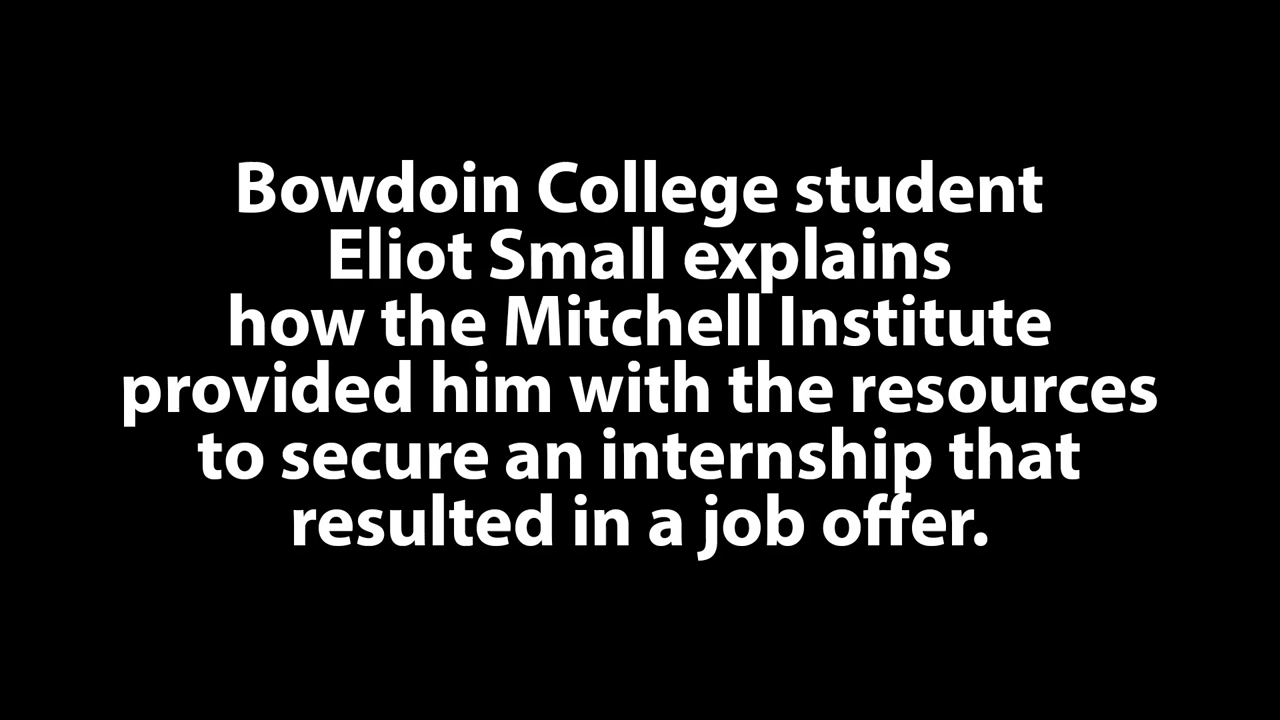 Bowdoin College student
Eliot Small explains
how the Mitchell Institute
provided him with the resources
to secure an internship that
resulted in a job offer.